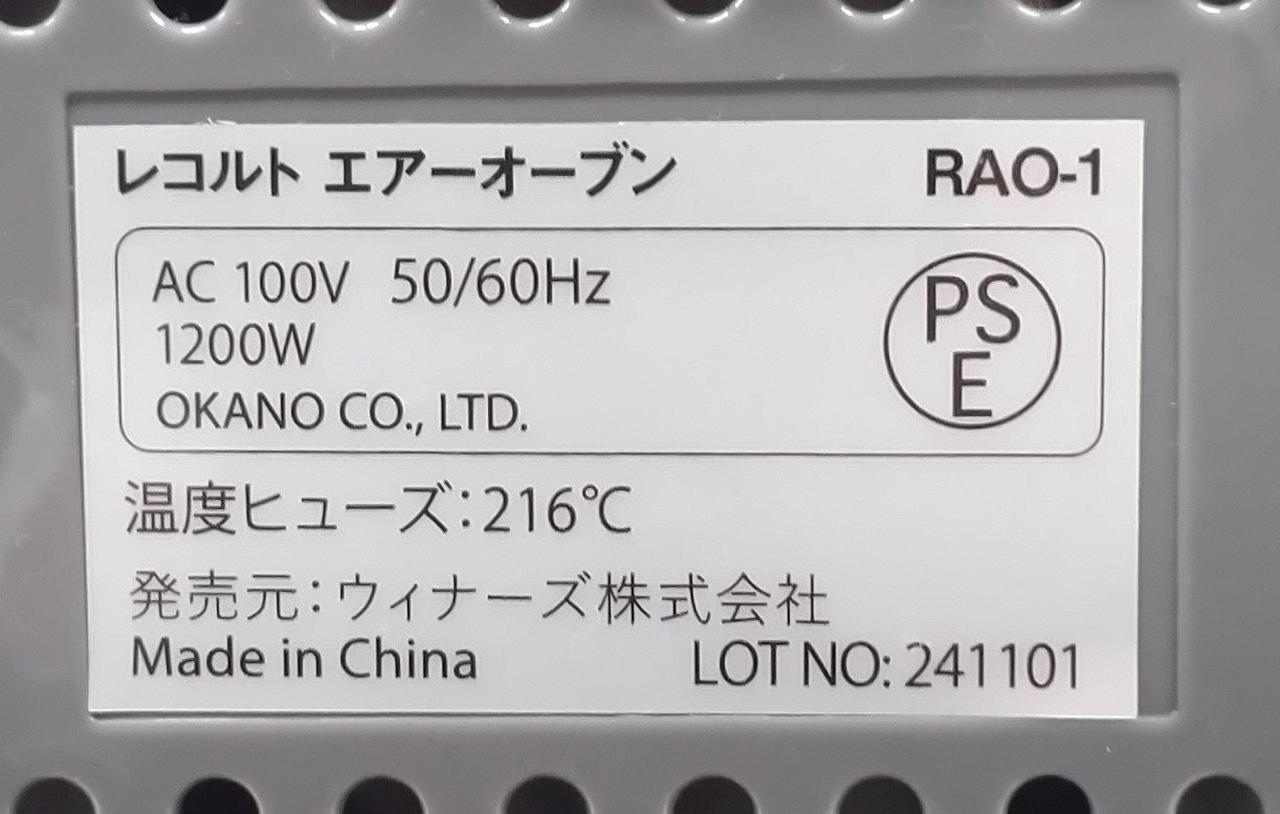 レコルト エアーオーブン RAO-1
AC 100V 50/60Hz
1200W
OKANO CO., LTD.
PS
E
温度ヒューズ：216℃
発売元：ウィナーズ株式会社
Made in China LOT NO: 241101